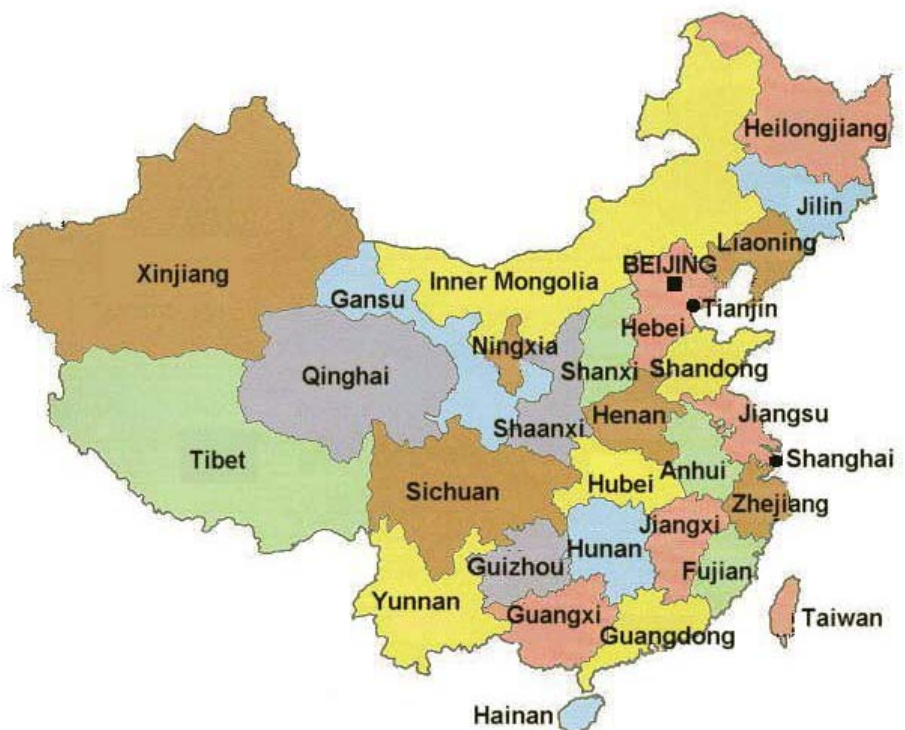 Heilongjiang
Jilin
Liaoning
Xinjiang
BEIJING
Inner Mongolia
Gansu
Tianjin
Hebei
Ningxia
Shanxi
Shandong
Qinghai
Henan
Jiangsu
Shaanxi
Tibet
Shanghai
Anhui
Sichuan
Hubei
Zhejiang
Jiangxi
Hunan
Guizhou
Fujian
Yunnan
Guangxi
Taiwan
Guangdong
Hainan